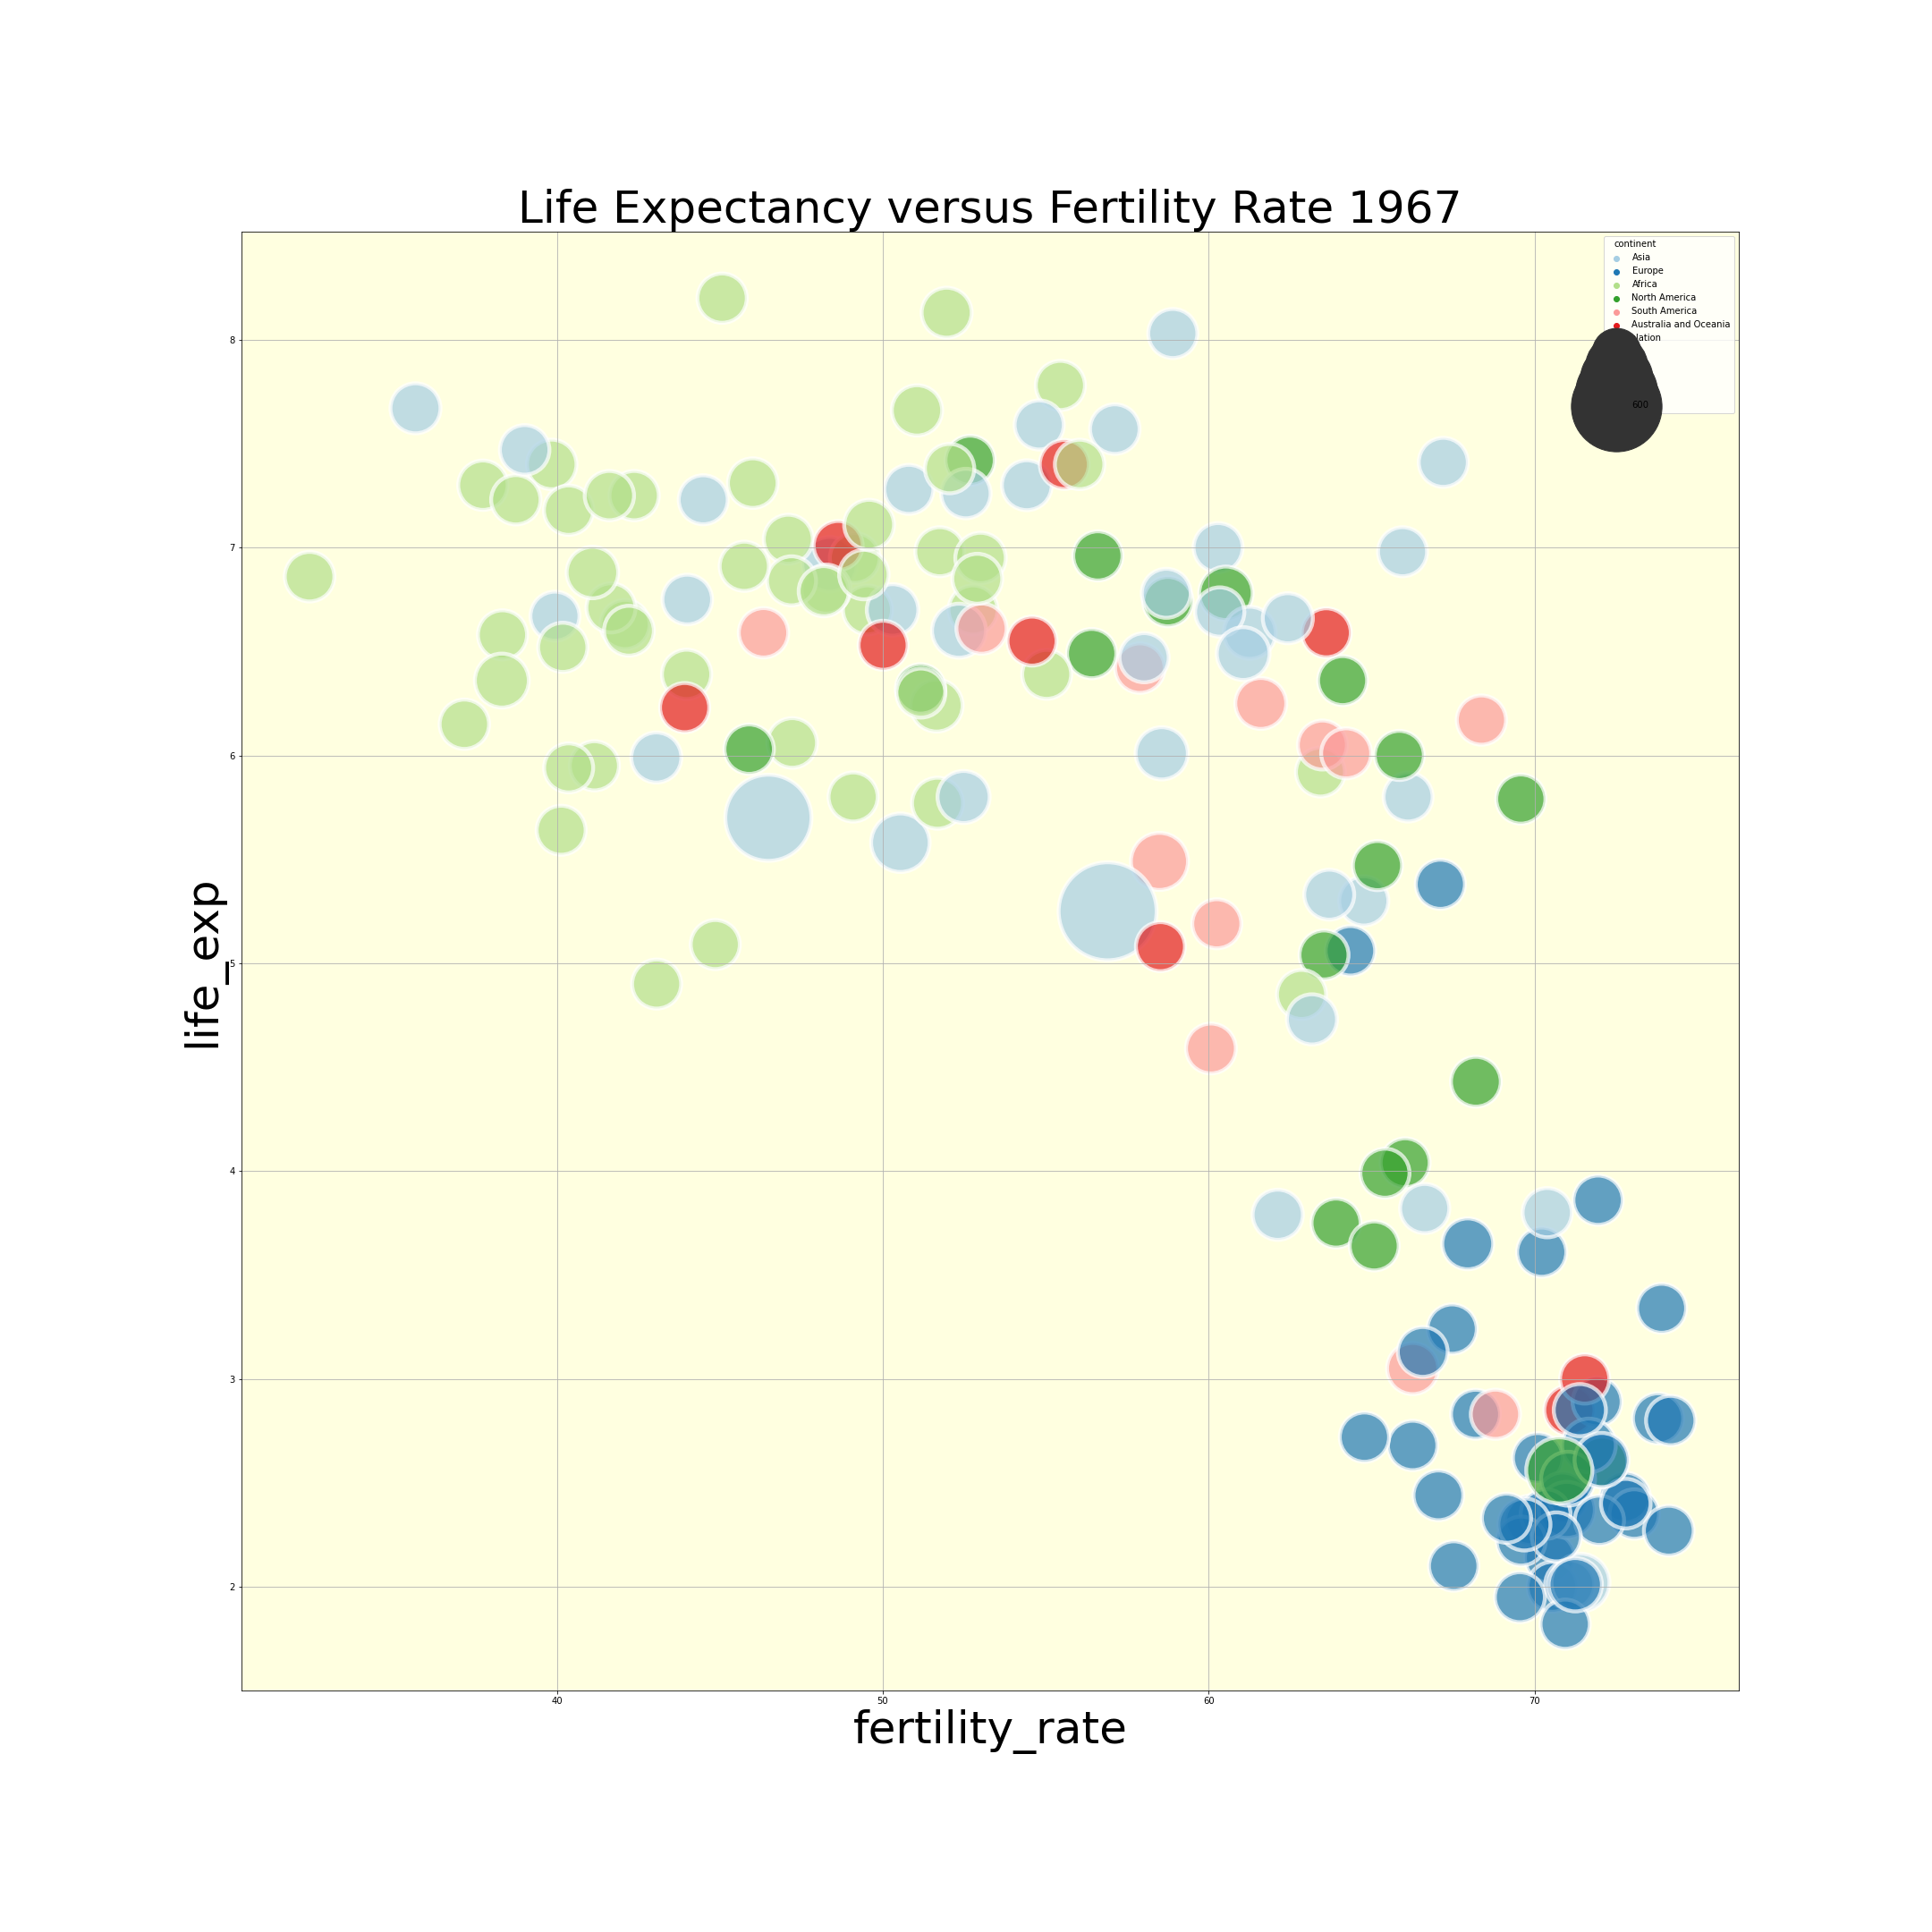 Life Expectancy versus Fertility Rate 1967
continent
Asia
Europe
Africa
North America
South America
Australia and Oceania
600
8
7
6
5
4
3
2
life_exp
40 50 60 70
fertility_rate